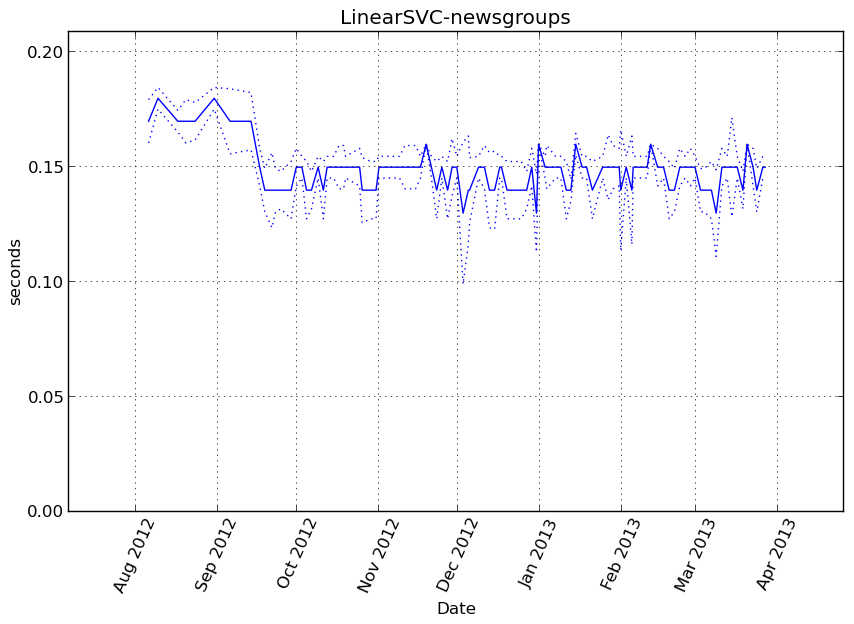 LinearSVC-newsgroups
0.20
0.15
0.10
0.05
0.00
seconds
Aug 2012
Sep 2012
Oct 2012
Nov 2012
Dec 2012
Jan 2013
Feb 2013
Mar 2013
Apr 2013
Date